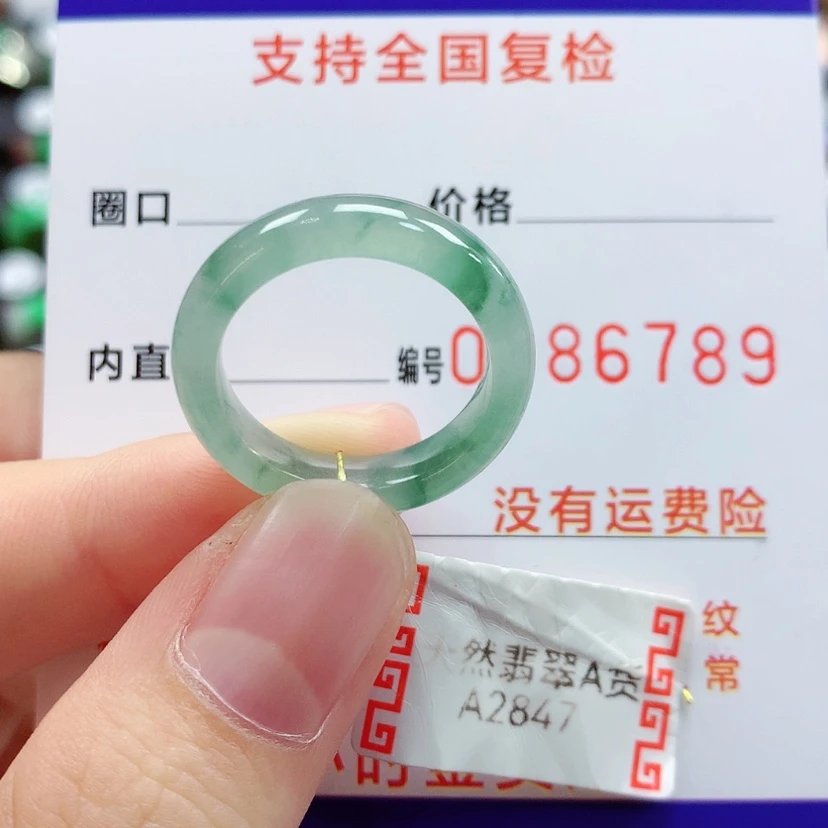 支持全国复检
圈口 价格
内直 编号 0 86789
没有运费险
纹
常
然翡翠A货
A2847